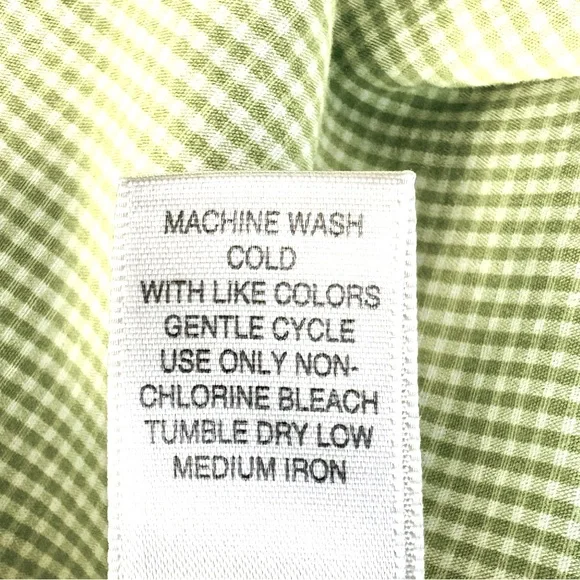 MACHINE WASH
COLD
WITH LIKE COLORS
GENTLE CYCLE
USE ONLY NON-
CHLORINE BLEACH
TUMBLE DRY LOW
MEDIUM IRON